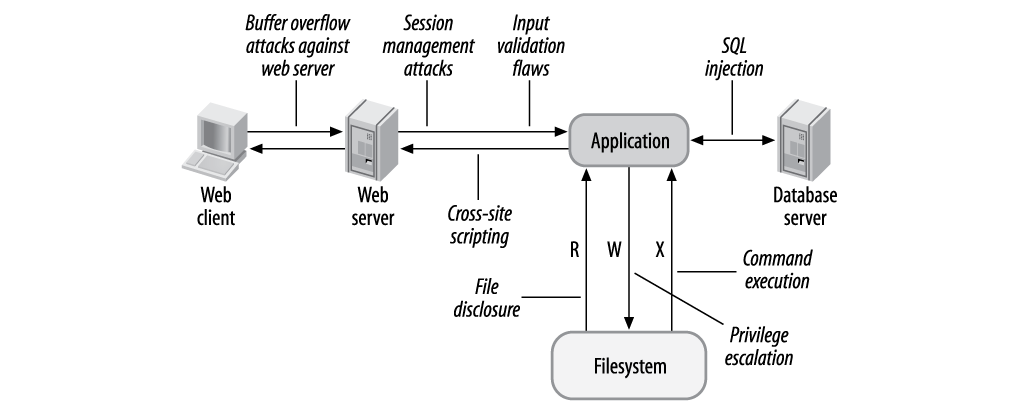 Buffer overflow
attacks against
web server
Session
management
attacks
Input
validation
flaws
SQL
injection
Application
Web
client
Web
server
Database
server
Cross-site
scripting
R
W
X
Command
execution
File
disclosure
Privilege
escalation
Filesystem